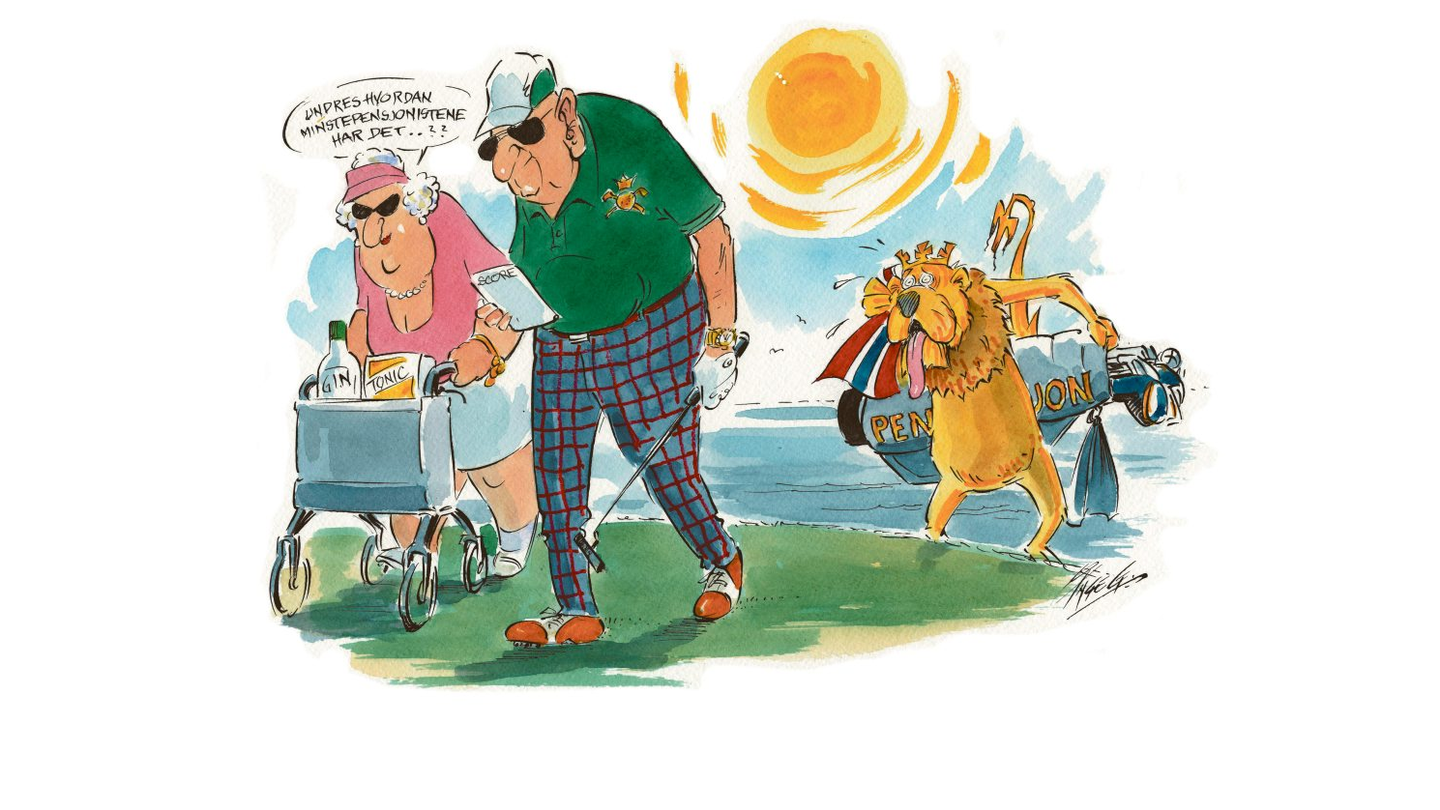 UNDRES HVORDAN
MINSTEPENSJONISTENE
HAR DET..??
SCORE
GIN
TONIC
PEN JON